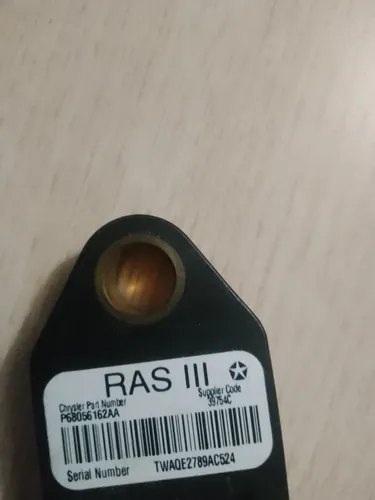 RAS III
Chrysler Part Number
Supplier Code
P68056162AA
39754C
Serial Number
TWAQE2789AC524